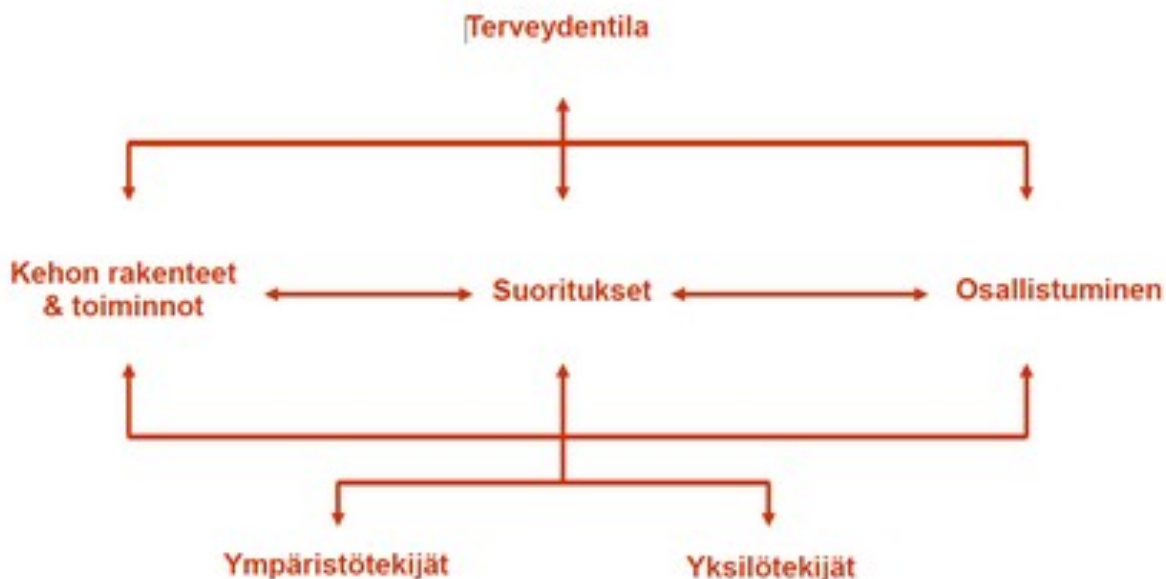 Terveydentila
Kehon rakenteet
& toiminnot
Suoritukset
Osallistuminen
Ympäristötekijät
Yksilötekijät